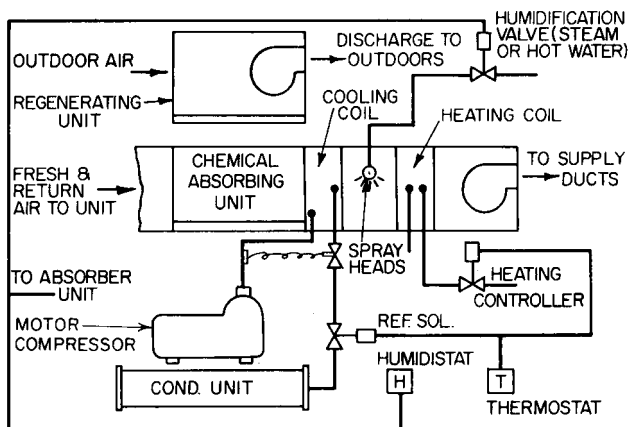 HUMIDIFICATION
VALVE (STEAM
OR HOT WATER)
DISCHARGE TO
OUTDOORS
OUTDOOR AIR
REGENERATING
UNIT
COOLING
COIL
HEATING COIL
CHEMICAL
ABSORBING
UNIT
TO SUPPLY
DUCTS
FRESH &
RETURN
AIR TO UNIT
SPRAY
HEADS
TO ABSORBER
UNIT
HEATING
CONTROLLER
MOTOR
COMPRESSOR
REF. SOL.
HUMIDISTAT
COND. UNIT
H
T
THERMOSTAT